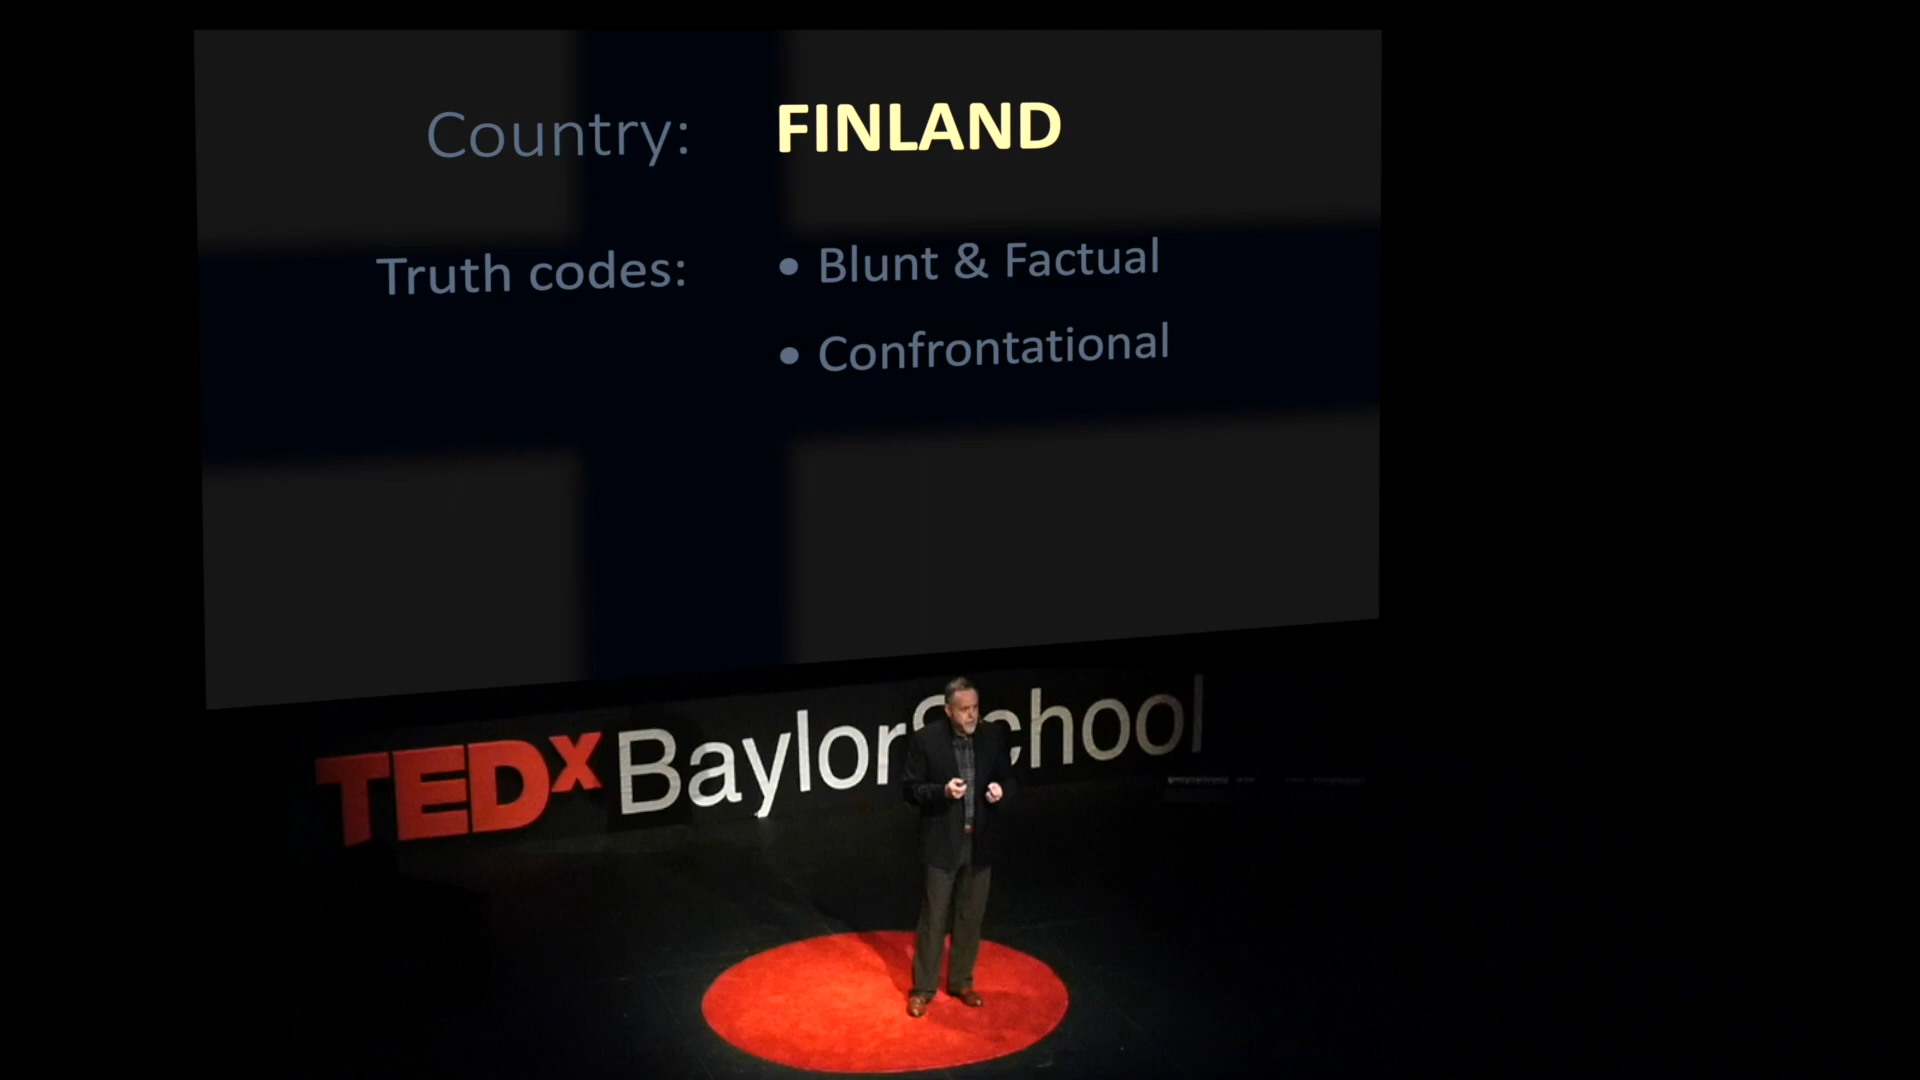 Country: FINLAND
Truth codes: • Blunt & Factual
• Confrontational
TEDx BaylorSchool